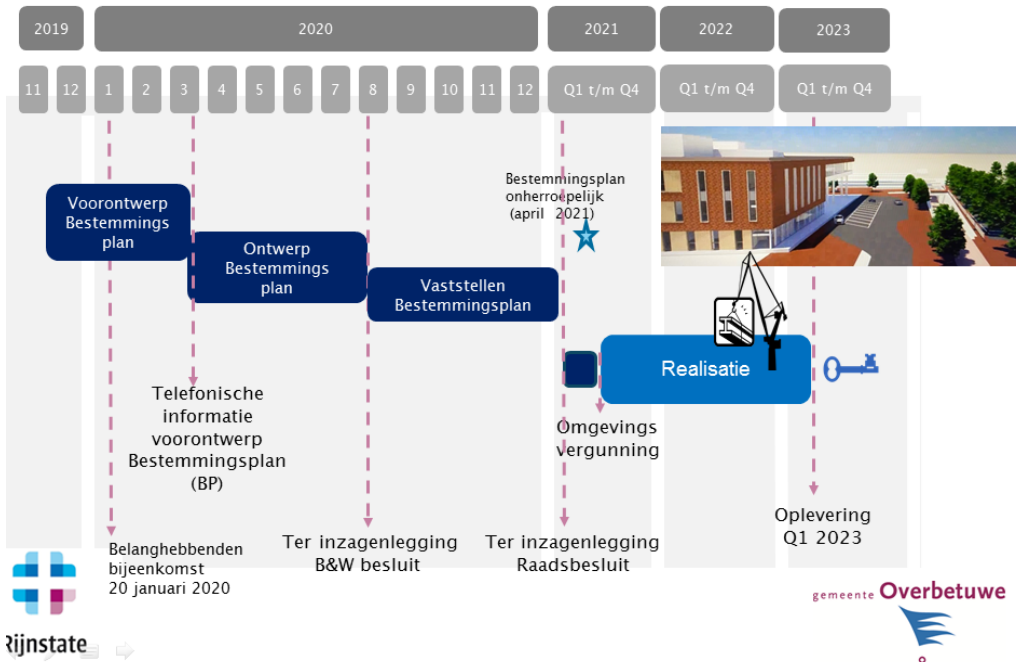 2019
2020
2021
2022
2023
11
12
1
2
3
4
5
6
7
8
9
10
11
12
Q1 t/m Q4
Q1 t/m Q4
Q1 t/m Q4
Voorontwerp
Bestemmings
plan
Ontwerp
Bestemmings
plan
Vaststellen
Bestemmingsplan
Bestemmingsplan
onherroepelijk
(april 2021)
Realisatie
Telefonische
informatie
voorontwerp
Bestemmingsplan
(BP)
Omgevings
vergunning
Belanghebbenden
bijeenkomst
20 januari 2020
Ter inzagenlegging
B&W besluit
Ter inzagenlegging
Raadsbesluit
Oplevering
Q1 2023
Rijnstate
gemeente Overbetuwe